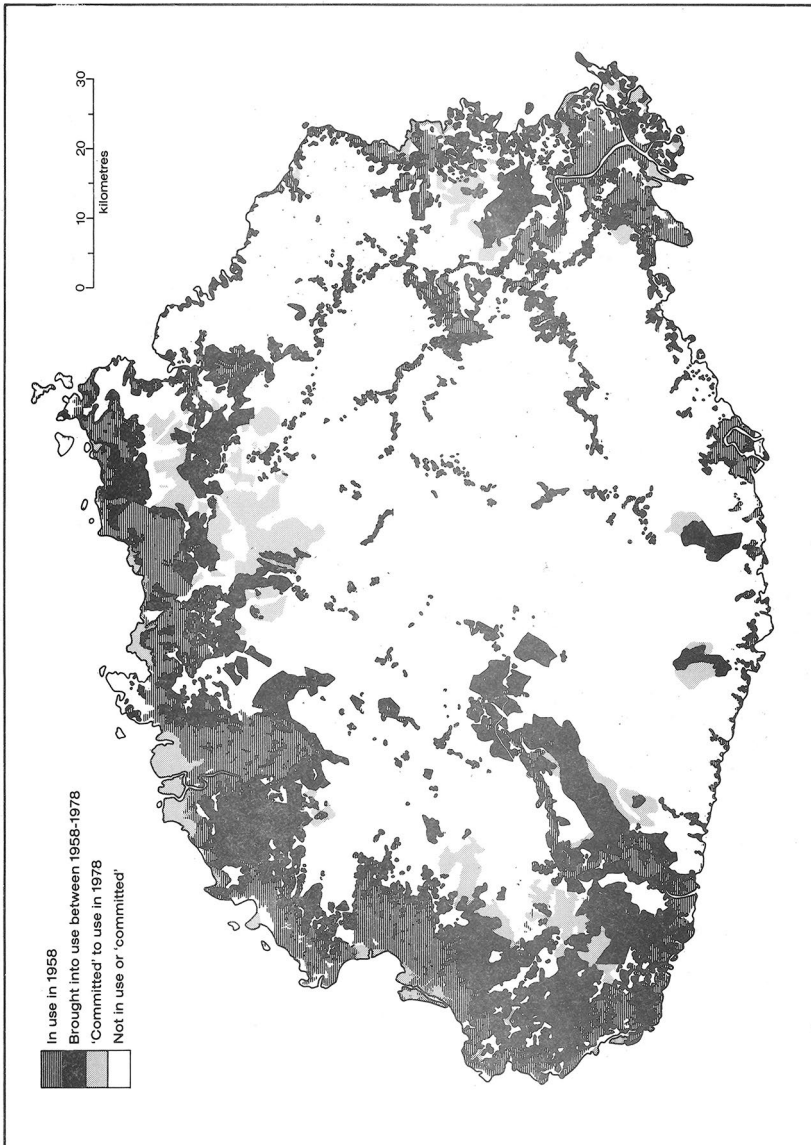 In use in 1958
Brought into use between 1958-1978
'Committed' to use in 1978
Not in use or 'committed'
0 10 20 30
kilometres